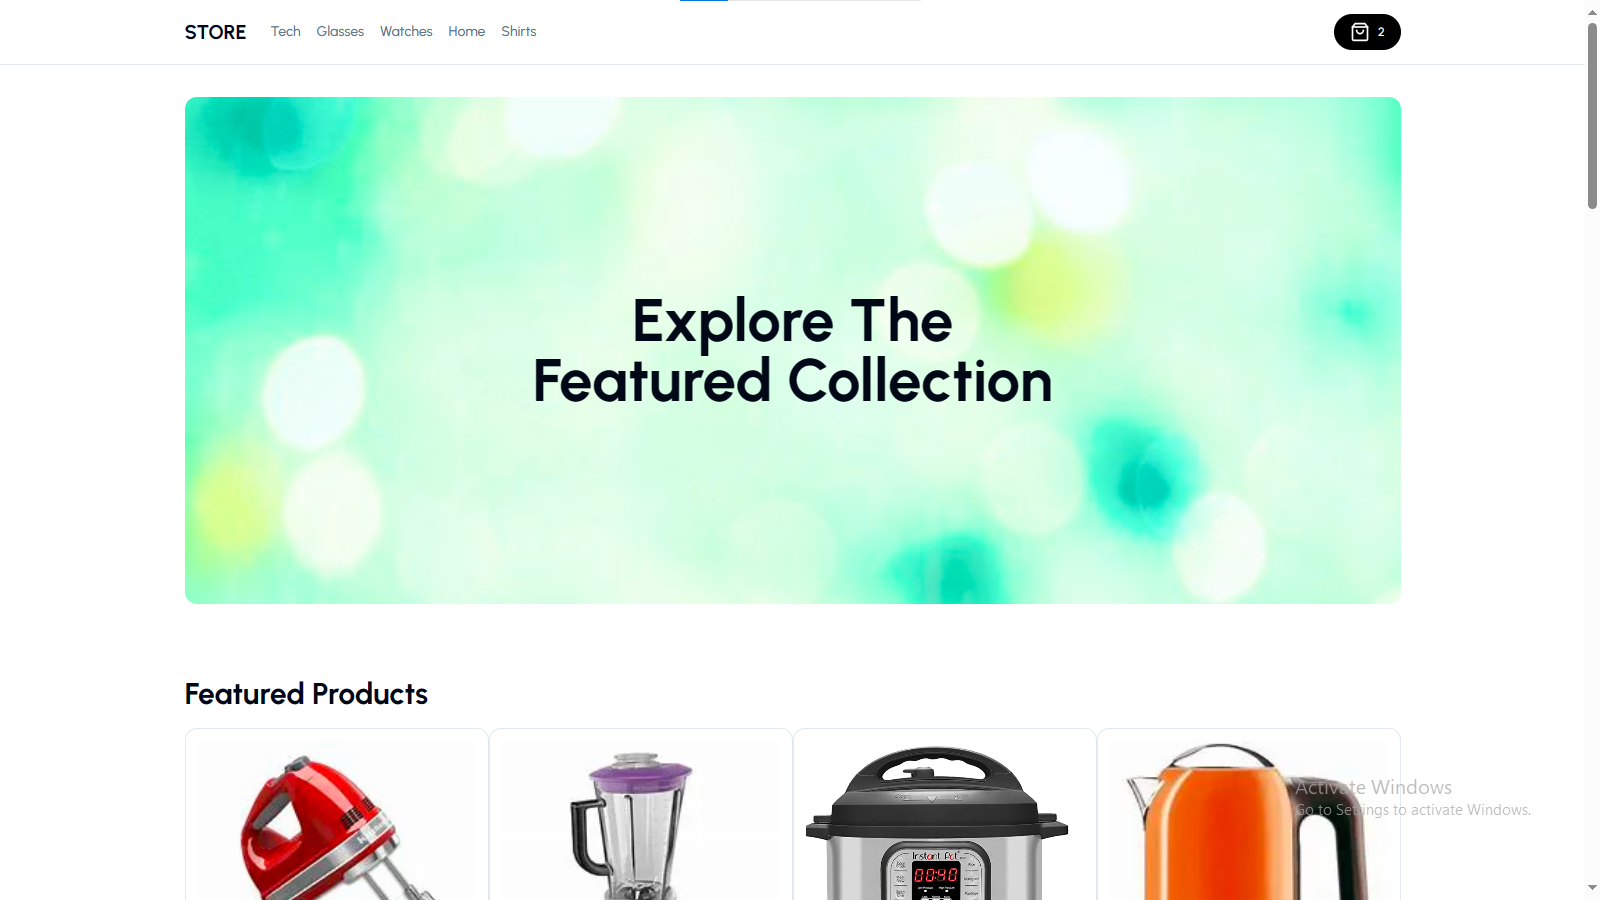 STORE
Tech
Glasses
Watches
Home
Shirts
2
Explore The
Featured Collection
Featured Products
Instant Pot
00:40
Activate Windows
Go to Settings to activate Windows.